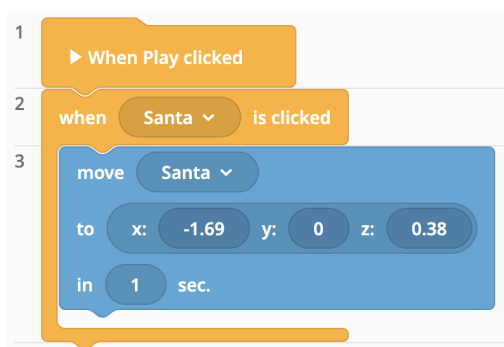 1
When Play clicked
2
when Santa is clicked
3
move Santa
to x: -1.69 y: 0 z: 0.38
in 1 sec.